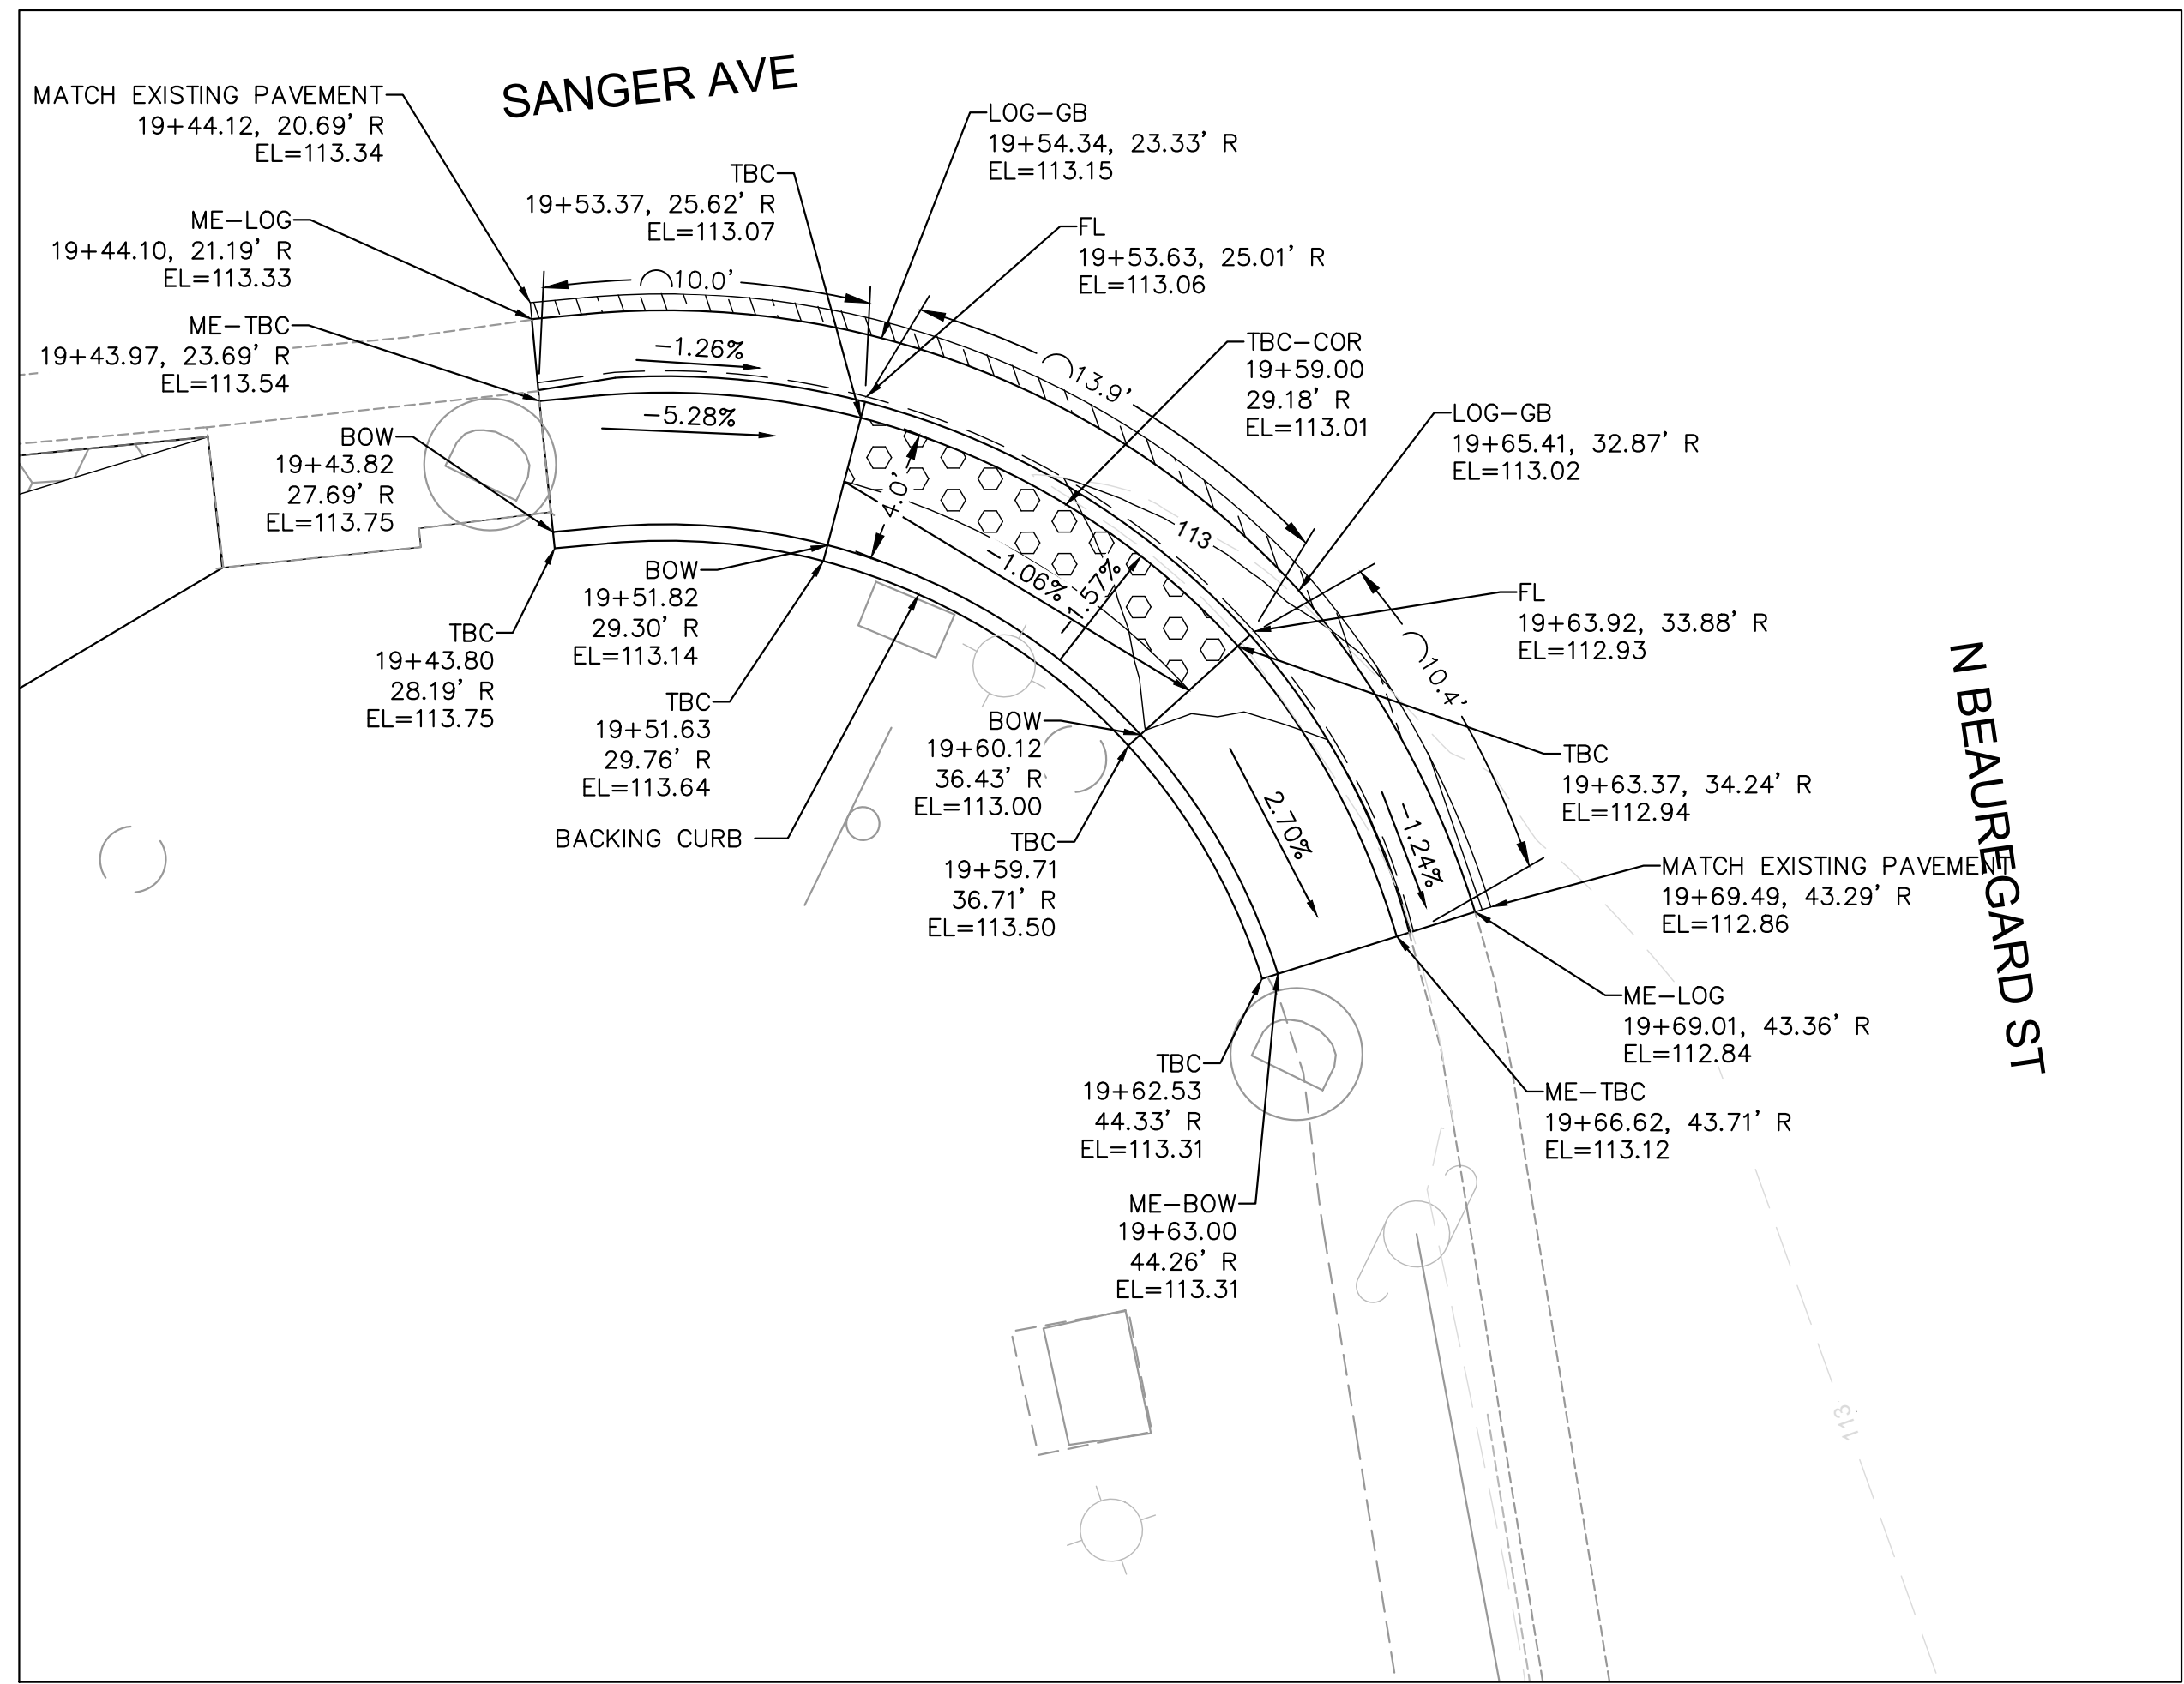 SANGER AVE
MATCH EXISTING PAVEMENT
19+44.12, 20.69' R
EL=113.34
LOG-GB
19+54.34, 23.33' R
EL=113.15
TBC
19+53.37, 25.62' R
EL=113.07
ME-LOG
19+44.10, 21.19' R
EL=113.33
FL
19+53.63, 25.01' R
EL=113.06
10.0'
ME-TBC
19+43.97, 23.69' R
EL=113.54
-1.26%
TBC-COR
19+59.00
29.18' R
EL=113.01
13.9'
-5.28%
LOG-GB
19+65.41, 32.87' R
EL=113.02
BOW
19+43.82
27.69' R
EL=113.75
4.0'
113
-1.06%
-1.57%
BOW
19+51.82
29.30' R
EL=113.14
FL
19+63.92, 33.88' R
EL=112.93
TBC
19+43.80
28.19' R
EL=113.75
10.4'
N BEAUREGARD ST
TBC
19+51.63
29.76' R
EL=113.64
BOW
19+60.12
36.43' R
EL=113.00
TBC
19+63.37, 34.24' R
EL=112.94
2.70%
-1.24%
BACKING CURB
TBC
19+59.71
36.71' R
EL=113.50
MATCH EXISTING PAVEMENT
19+69.49, 43.29' R
EL=112.86
ME-LOG
19+69.01, 43.36' R
EL=112.84
TBC
19+62.53
44.33' R
EL=113.31
ME-TBC
19+66.62, 43.71' R
EL=113.12
ME-BOW
19+63.00
44.26' R
EL=113.31
113